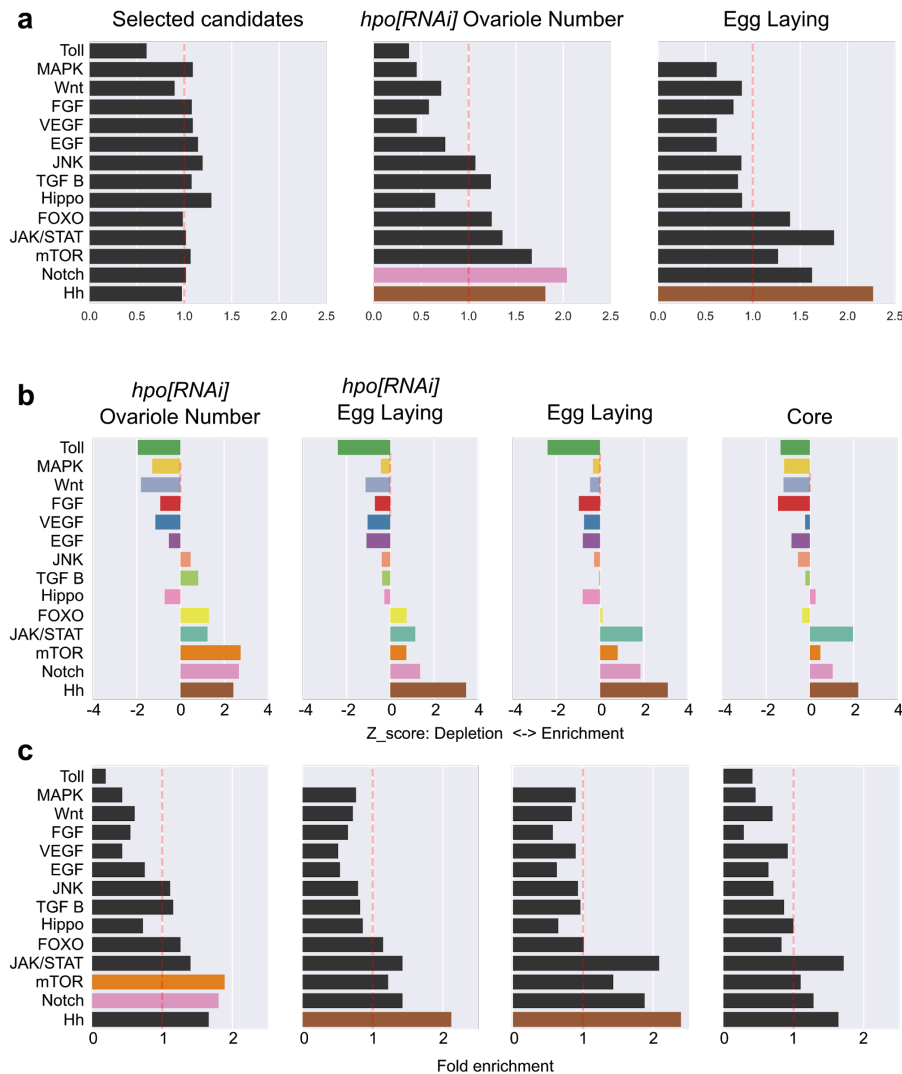 a
Selected candidates
hpo[RNAi] Ovariole Number
Egg Laying
Toll
MAPK
Wnt
FGF
VEGF
EGF
JNK
TGF B
Hippo
FOXO
JAK/STAT
mTOR
Notch
Hh
0.0 0.5 1.0 1.5 2.0 2.5
0.0 0.5 1.0 1.5 2.0 2.5
0.0 0.5 1.0 1.5 2.0 2.5
b
hpo[RNAi]
Ovariole Number
hpo[RNAi]
Egg Laying
Egg Laying
Core
Toll
MAPK
Wnt
FGF
VEGF
EGF
JNK
TGF B
Hippo
FOXO
JAK/STAT
mTOR
Notch
Hh
-4 -2 0 2 4
-4 -2 0 2 4
-4 -2 0 2 4
-4 -2 0 2 4
Z_score: Depletion <-> Enrichment
c
Toll
MAPK
Wnt
FGF
VEGF
EGF
JNK
TGF B
Hippo
FOXO
JAK/STAT
mTOR
Notch
Hh
0 1 2
0 1 2
0 1 2
0 1 2
Fold enrichment